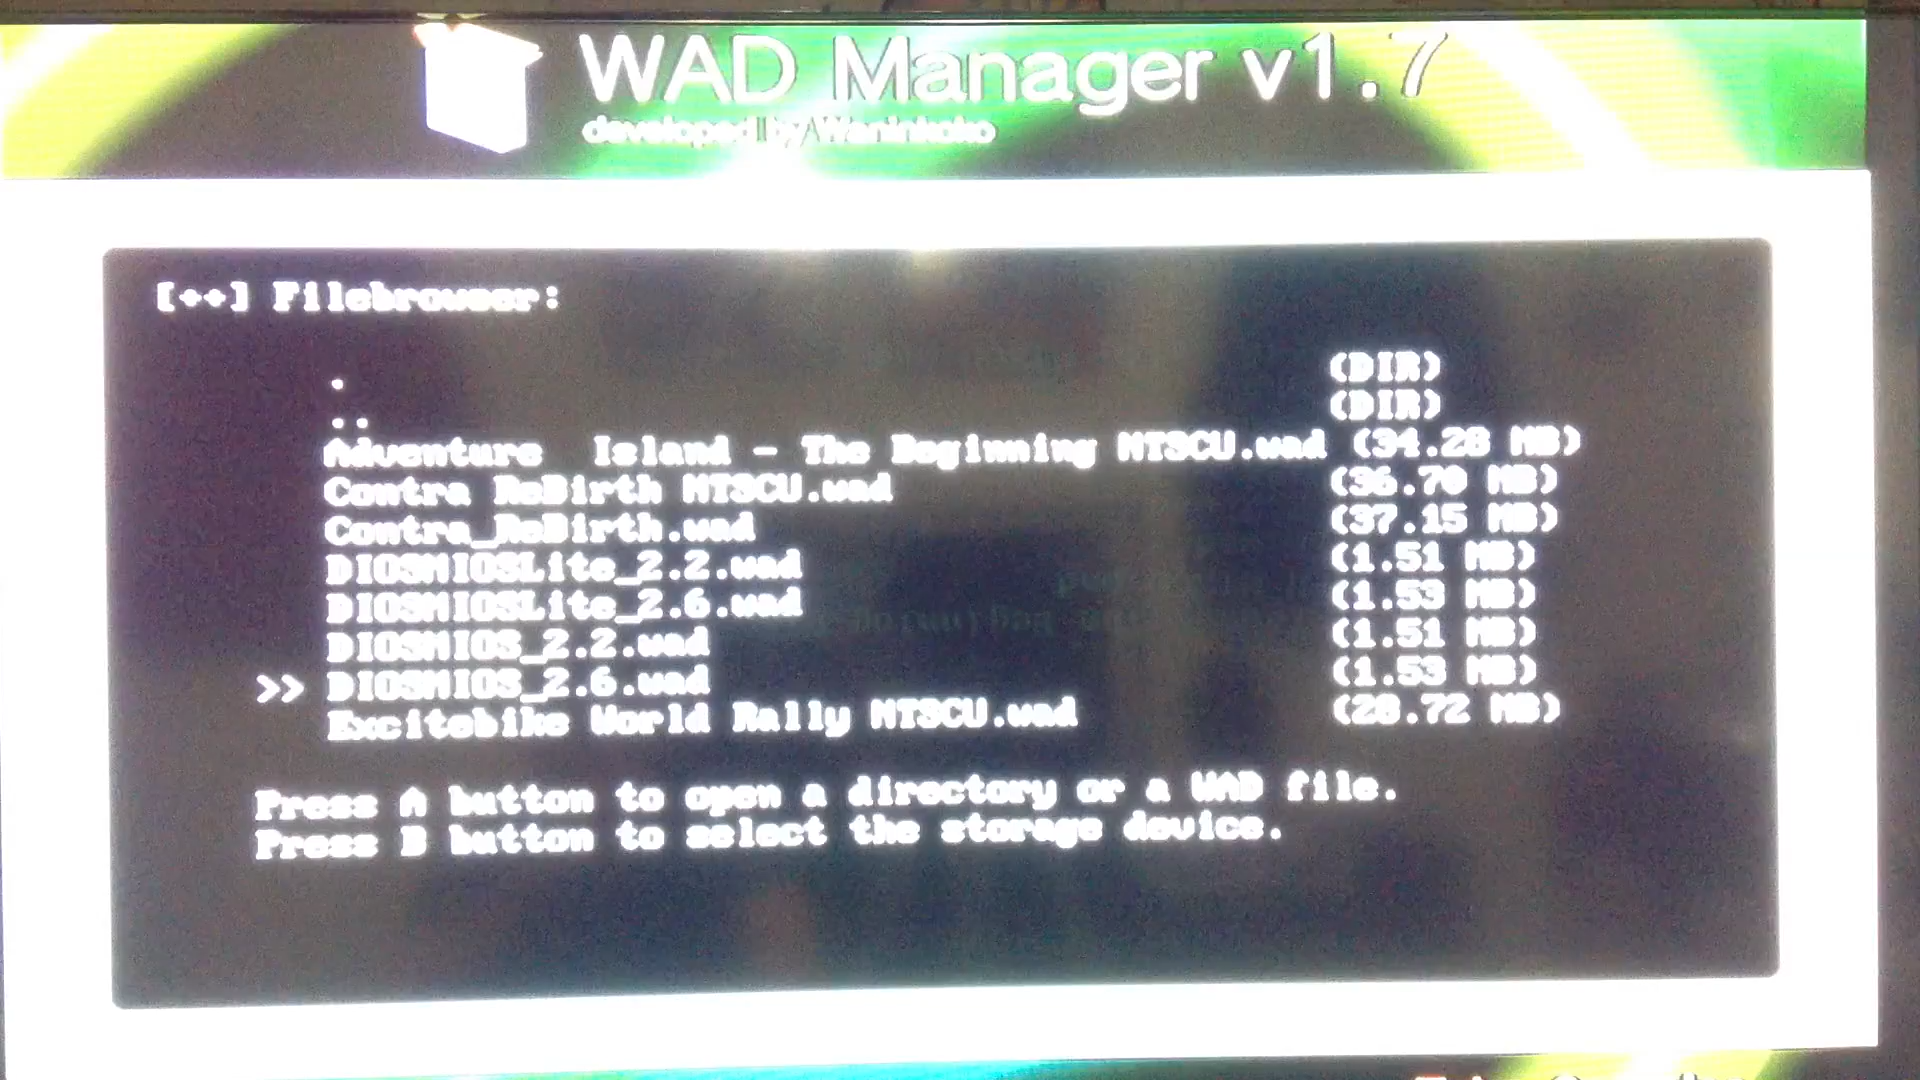 WAD Manager v1.7
developed by Waninkoko
[++] Filebrowser:
. (DIR)
.. (DIR)
Adventure Island - The Beginning NTSCU.wad (34.28 MB)
Contra ReBirth NTSCU.wad (36.70 MB)
Contra_ReBirth.wad (37.15 MB)
DIOSMIOSLite_2.2.wad (1.51 MB)
DIOSMIOSLite_2.6.wad (1.53 MB)
DIOSMIOS_2.2.wad (1.51 MB)
>> DIOSMIOS_2.6.wad (1.53 MB)
Excitebike World Rally NTSCU.wad (28.72 MB)
Press A button to open a directory or a WAD file.
Press B button to select the storage device.